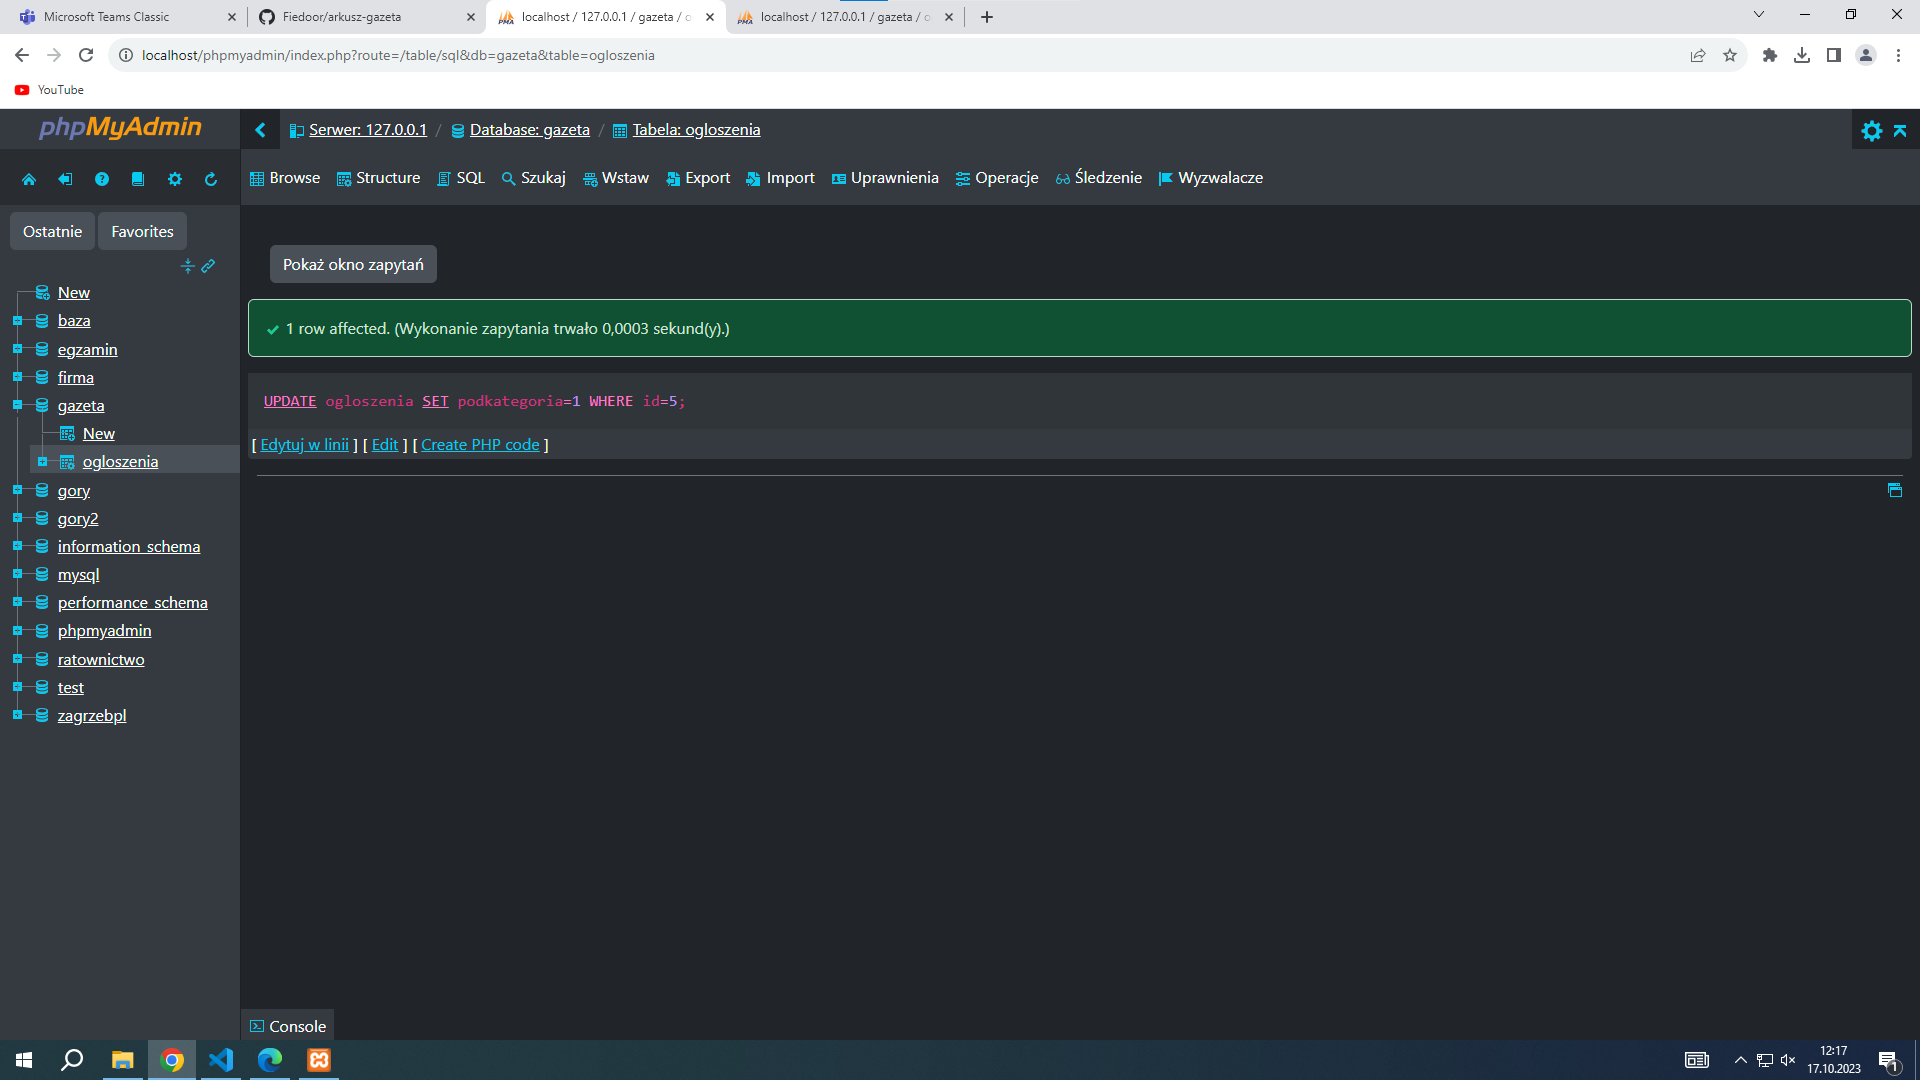 Microsoft Teams Classic
Fiedoor/arkusz-gazeta
localhost / 127.0.0.1 / gazeta / o
localhost / 127.0.0.1 / gazeta / o
localhost/phpmyadmin/index.php?route=/table/sql&db=gazeta&table=ogloszenia
YouTube
phpMyAdmin
Serwer: 127.0.0.1 / Database: gazeta / Tabela: ogloszenia
Browse Structure SQL Szukaj Wstaw Export Import Uprawnienia Operacje Śledzenie Wyzwalacze
Ostatnie Favorites
New
baza
egzamin
firma
gazeta
New
ogloszenia
gory
gory2
information_schema
mysql
performance_schema
phpmyadmin
ratownictwo
test
zagrzebpl
Pokaż okno zapytań
1 row affected. (Wykonanie zapytania trwało 0,0003 sekund(y).)
UPDATE ogloszenia SET podkategoria=1 WHERE id=5;
[ Edytuj w linii ] [ Edit ] [ Create PHP code ]
Console
12:17
17.10.2023
1